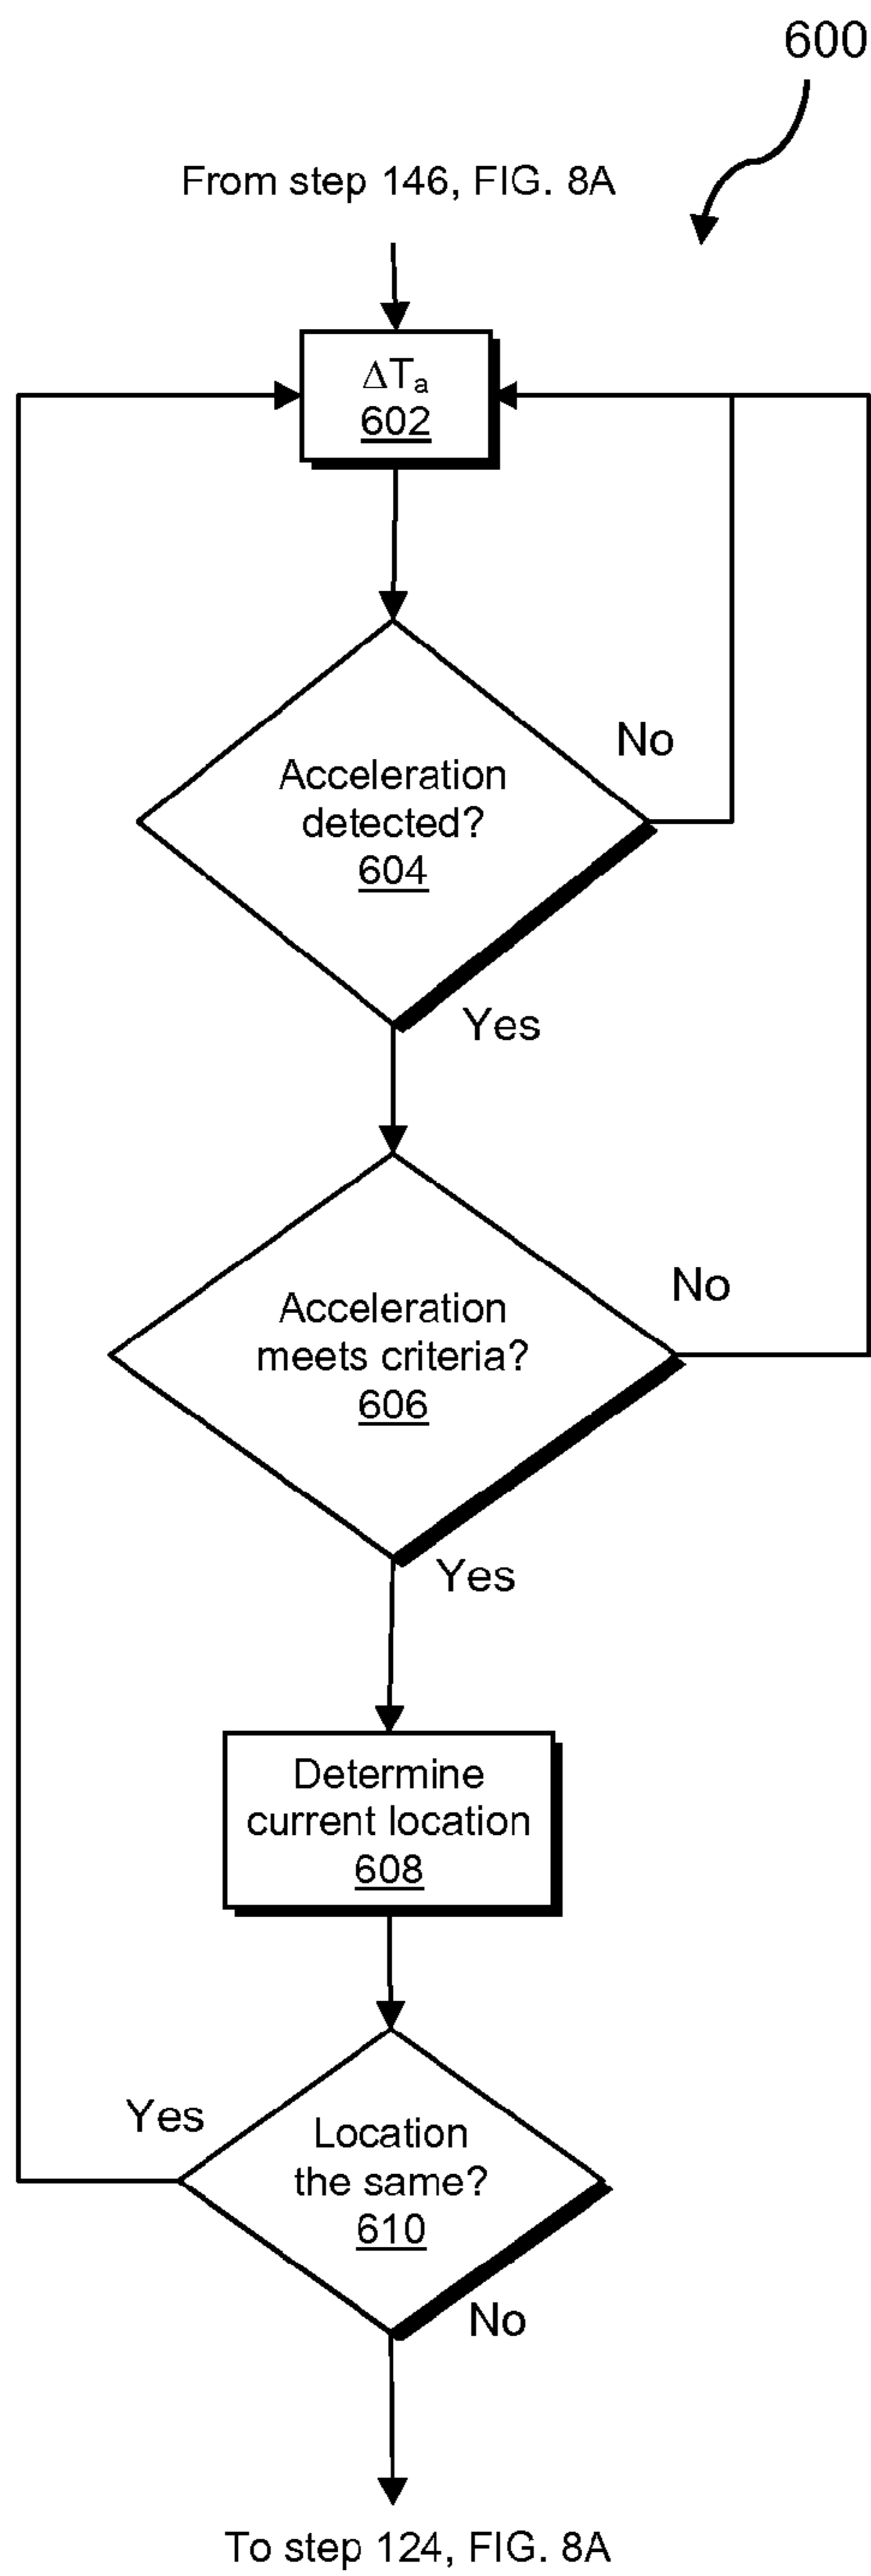 600
From step 146, FIG. 8A
ΔTa
602
No
Acceleration
detected?
604
Yes
No
Acceleration
meets criteria?
606
Yes
Determine
current location
608
Yes
Location
the same?
610
No
To step 124, FIG. 8A